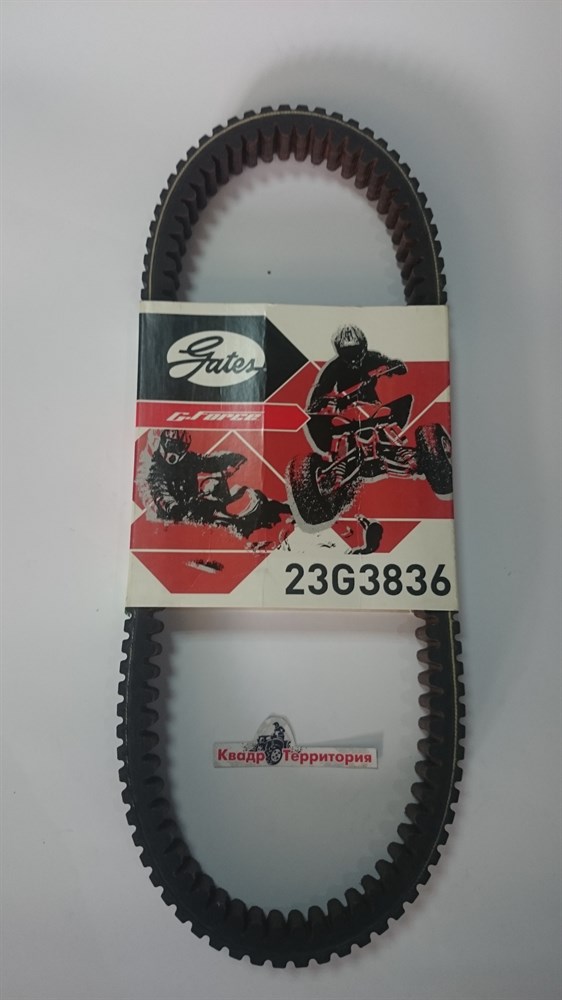 Gates
G-Force
23G3836
КвадроТерритория